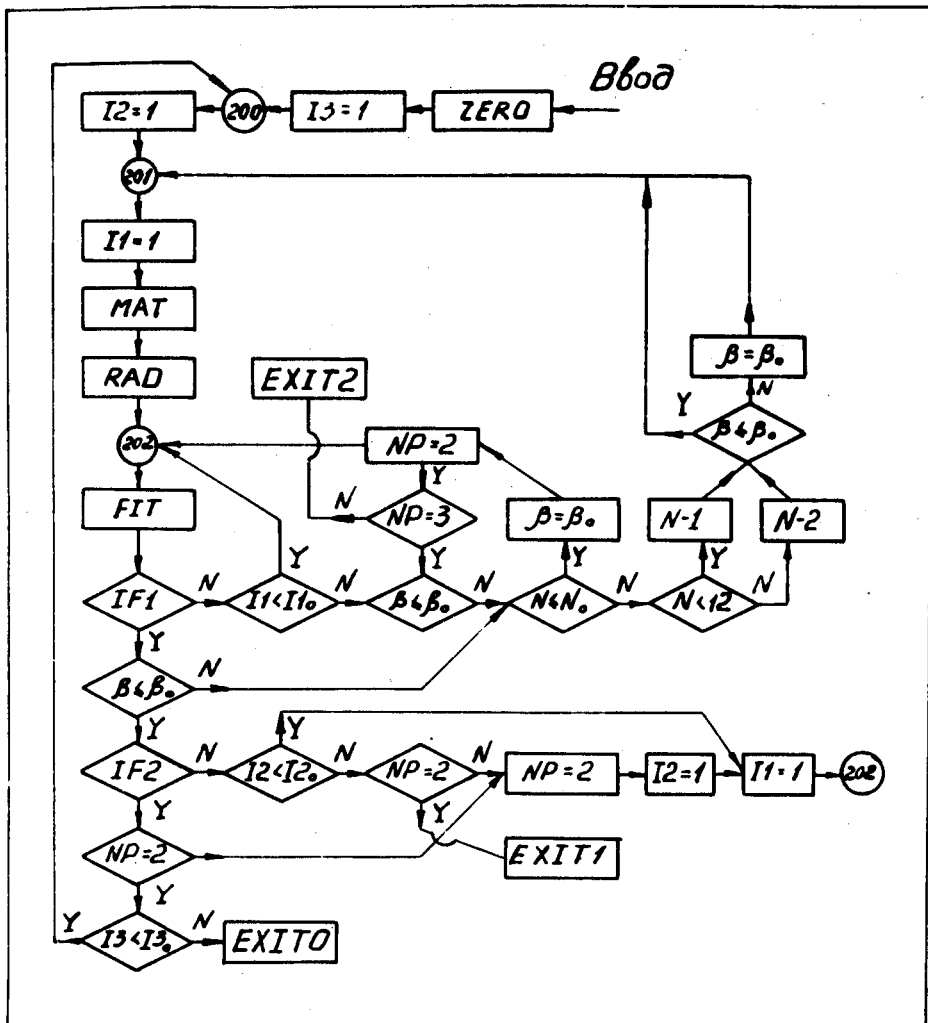 Ввод
I2=1
200
I3=1
ZERO
201
I1=1
MAT
RAD
EXIT2
β=β₀
N
Y
β≤β₀
202
NP=2
Y
FIT
N
NP=3
β=β₀
N-1
N-2
Y
Y
Y
Y
IF1
N
I1<I1₀
N
β≤β₀
N
N≤N₀
N
N<12
N
Y
β≤β₀
N
Y
Y
IF2
N
I2<I2₀
N
NP=2
N
NP=2
I2=1
I1=1
202
Y
Y
NP=2
EXIT1
Y
Y
I3<I3₀
N
EXIT0